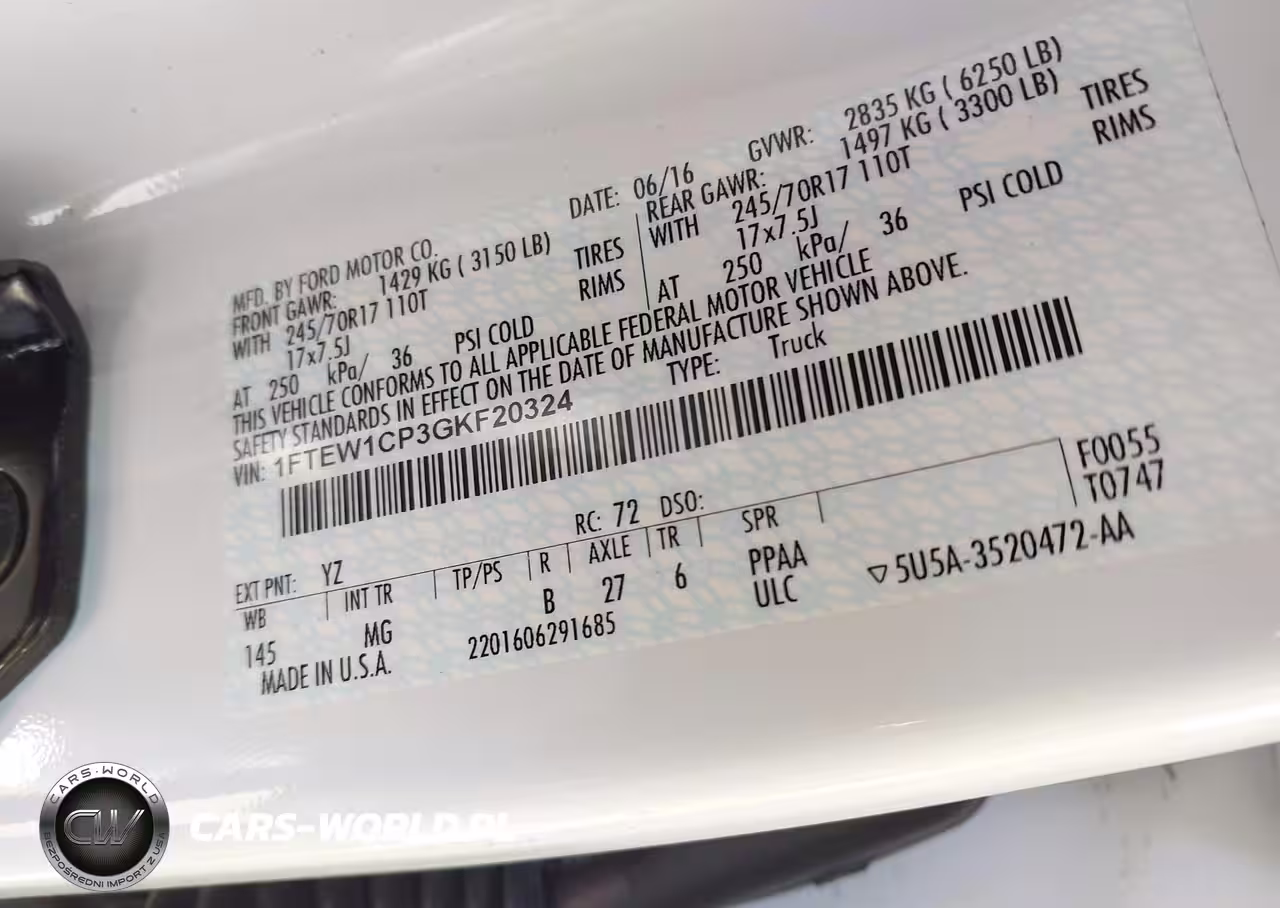 MFD. BY FORD MOTOR CO. DATE: 06/16 GVWR: 2835 KG ( 6250 LB)
FRONT GAWR: 1429 KG ( 3150 LB) REAR GAWR: 1497 KG ( 3300 LB)
WITH 245/70R17 110T TIRES WITH 245/70R17 110T TIRES
17x7.5J RIMS 17x7.5J RIMS
AT 250 kPa/ 36 PSI COLD AT 250 kPa/ 36 PSI COLD
THIS VEHICLE CONFORMS TO ALL APPLICABLE FEDERAL MOTOR VEHICLE
SAFETY STANDARDS IN EFFECT ON THE DATE OF MANUFACTURE SHOWN ABOVE.
VIN: 1FTEW1CP3GKF20324 TYPE: Truck
F0055
EXT PNT: YZ RC: 72 DSO: T0747
WB INT TR TP/PS R AXLE TR SPR
145 MG B 27 6 PPAA
ULC
MADE IN U.S.A. 2201606291685 ▽5U5A-3520472-AA
CARS-WORLD
CW
BEZPOŚREDNI IMPORT Z USA
CARS-WORLD.PL